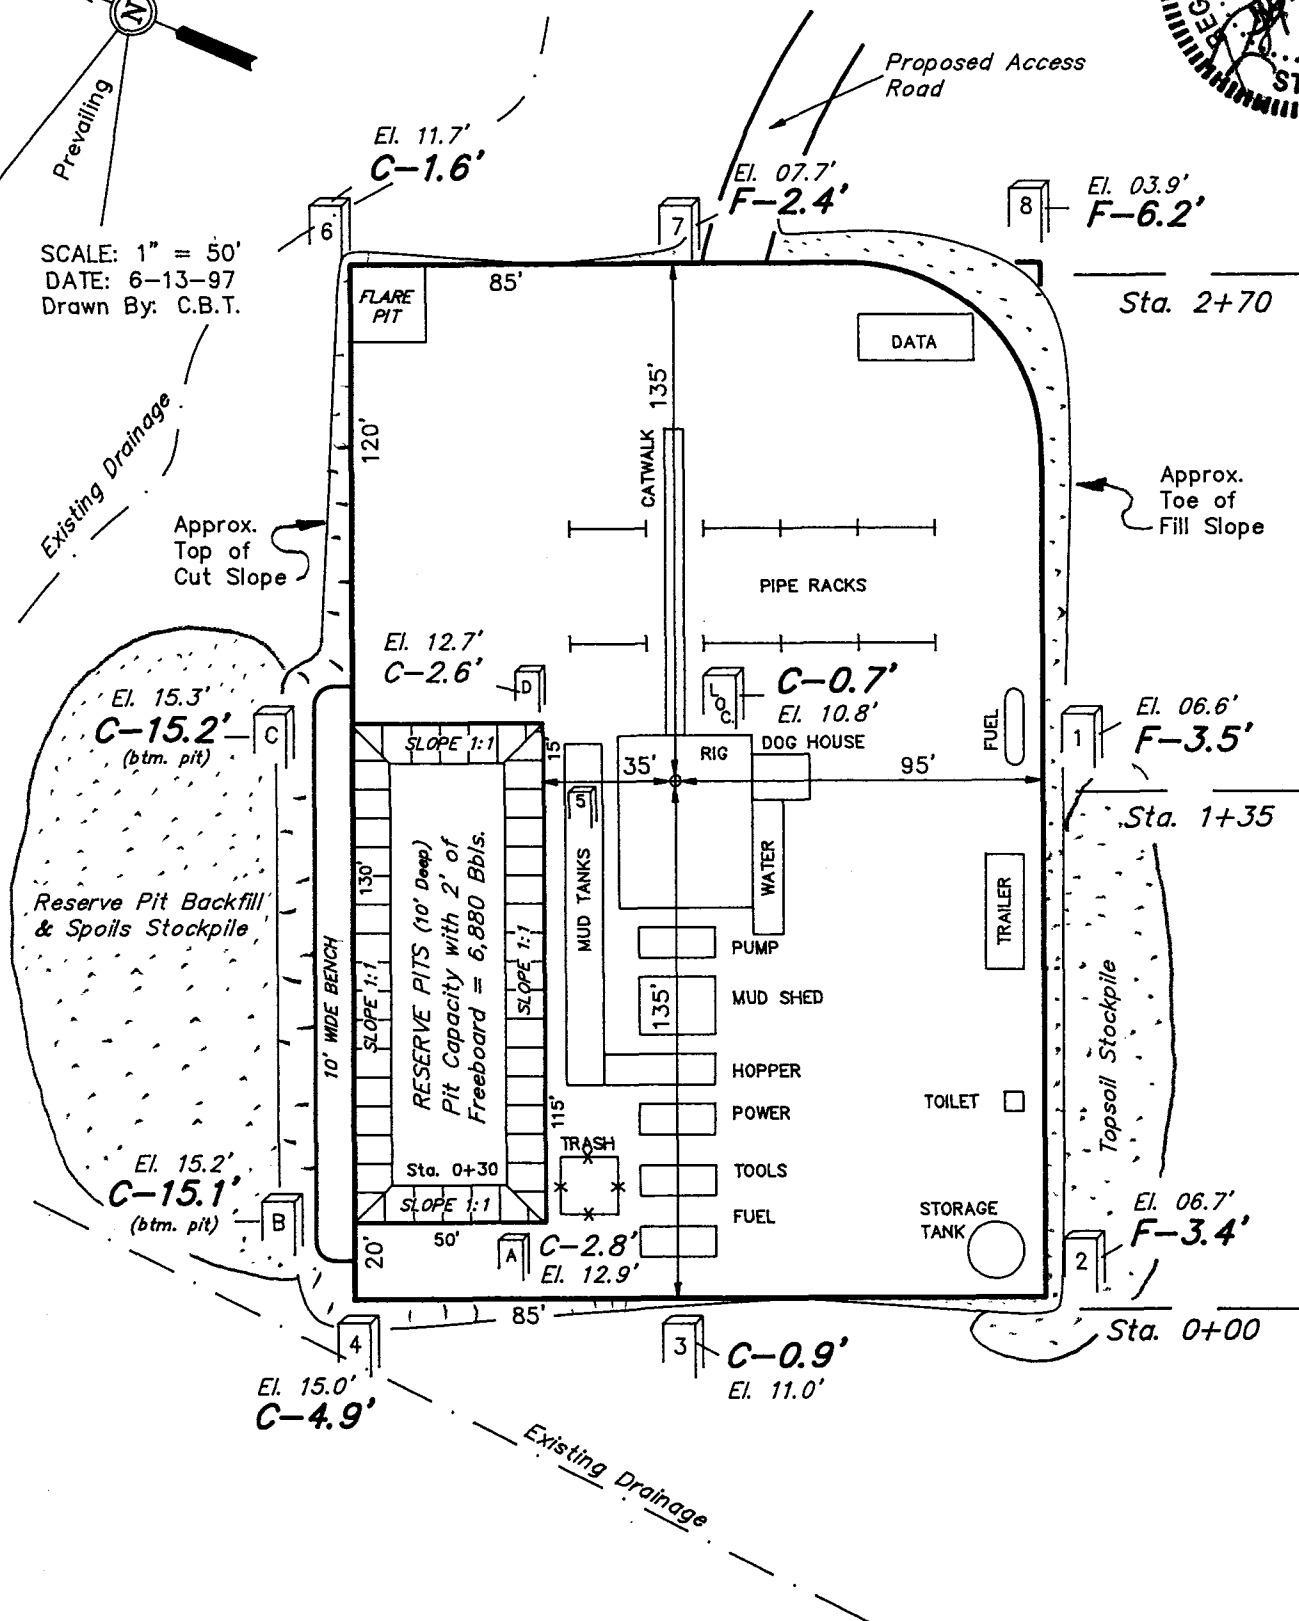 N
REG
LS
Prevailing
Proposed Access
Road
El. 11.7'
C-1.6'
6
El. 07.7'
F-2.4'
7
El. 03.9'
F-6.2'
8
SCALE: 1" = 50'
DATE: 6-13-97
Drawn By: C.B.T.
Sta. 2+70
85'
FLARE
PIT
DATA
135'
120'
CATWALK
Existing Drainage
Approx.
Top of
Cut Slope
Approx.
Toe of
Fill Slope
PIPE RACKS
El. 12.7'
C-2.6'
D
LOC.
C-0.7'
El. 10.8'
El. 15.3'
C-15.2'
(btm. pit)
C
FUEL
1
El. 06.6'
F-3.5'
SLOPE 1:1
15'
RIG
DOG HOUSE
35'
95'
5
Sta. 1+35
130'
RESERVE PITS (10' Deep)
Pit Capacity with 2' of
Freeboard = 6,880 Bbls.
MUD TANKS
WATER
TRAILER
Reserve Pit Backfill
& Spoils Stockpile
10' WIDE BENCH
SLOPE 1:1
SLOPE 1:1
PUMP
MUD SHED
135'
HOPPER
Topsoil Stockpile
TOILET
POWER
115'
TRASH
Sta. 0+30
TOOLS
El. 15.2'
C-15.1'
(btm. pit)
B
SLOPE 1:1
FUEL
STORAGE
TANK
El. 06.7'
F-3.4'
2
20'
50'
A
C-2.8'
El. 12.9'
85'
Sta. 0+00
4
3
C-0.9'
El. 11.0'
El. 15.0'
C-4.9'
Existing Drainage